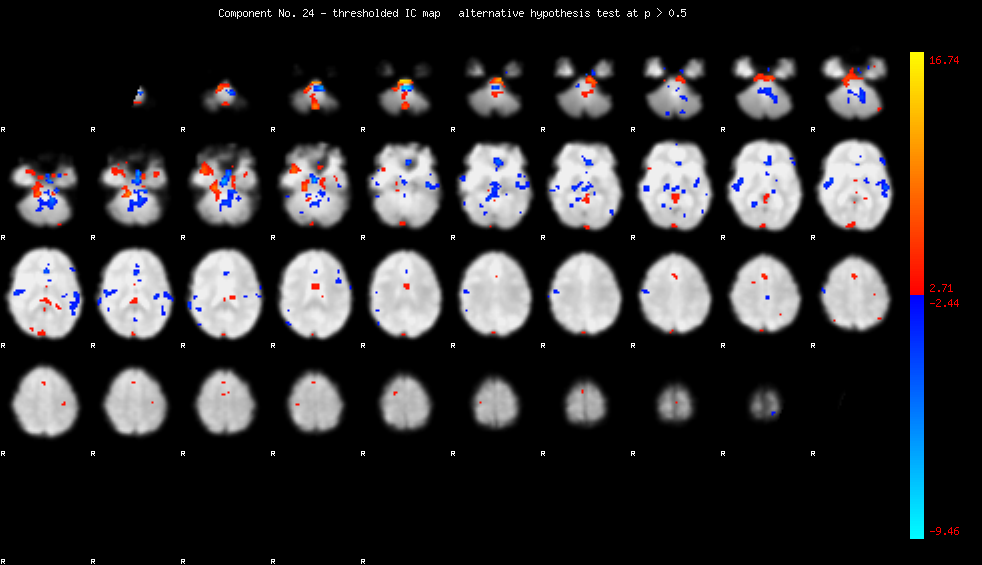 Component No. 24 - thresholded IC map   alternative hypothesis test at p > 0.5
16.74
R R R R R R R R R R
R R R R R R R R R R
2.71
-2.44
R R R R R R R R R R
R R R R R R R R R R
-9.46
R R R R R